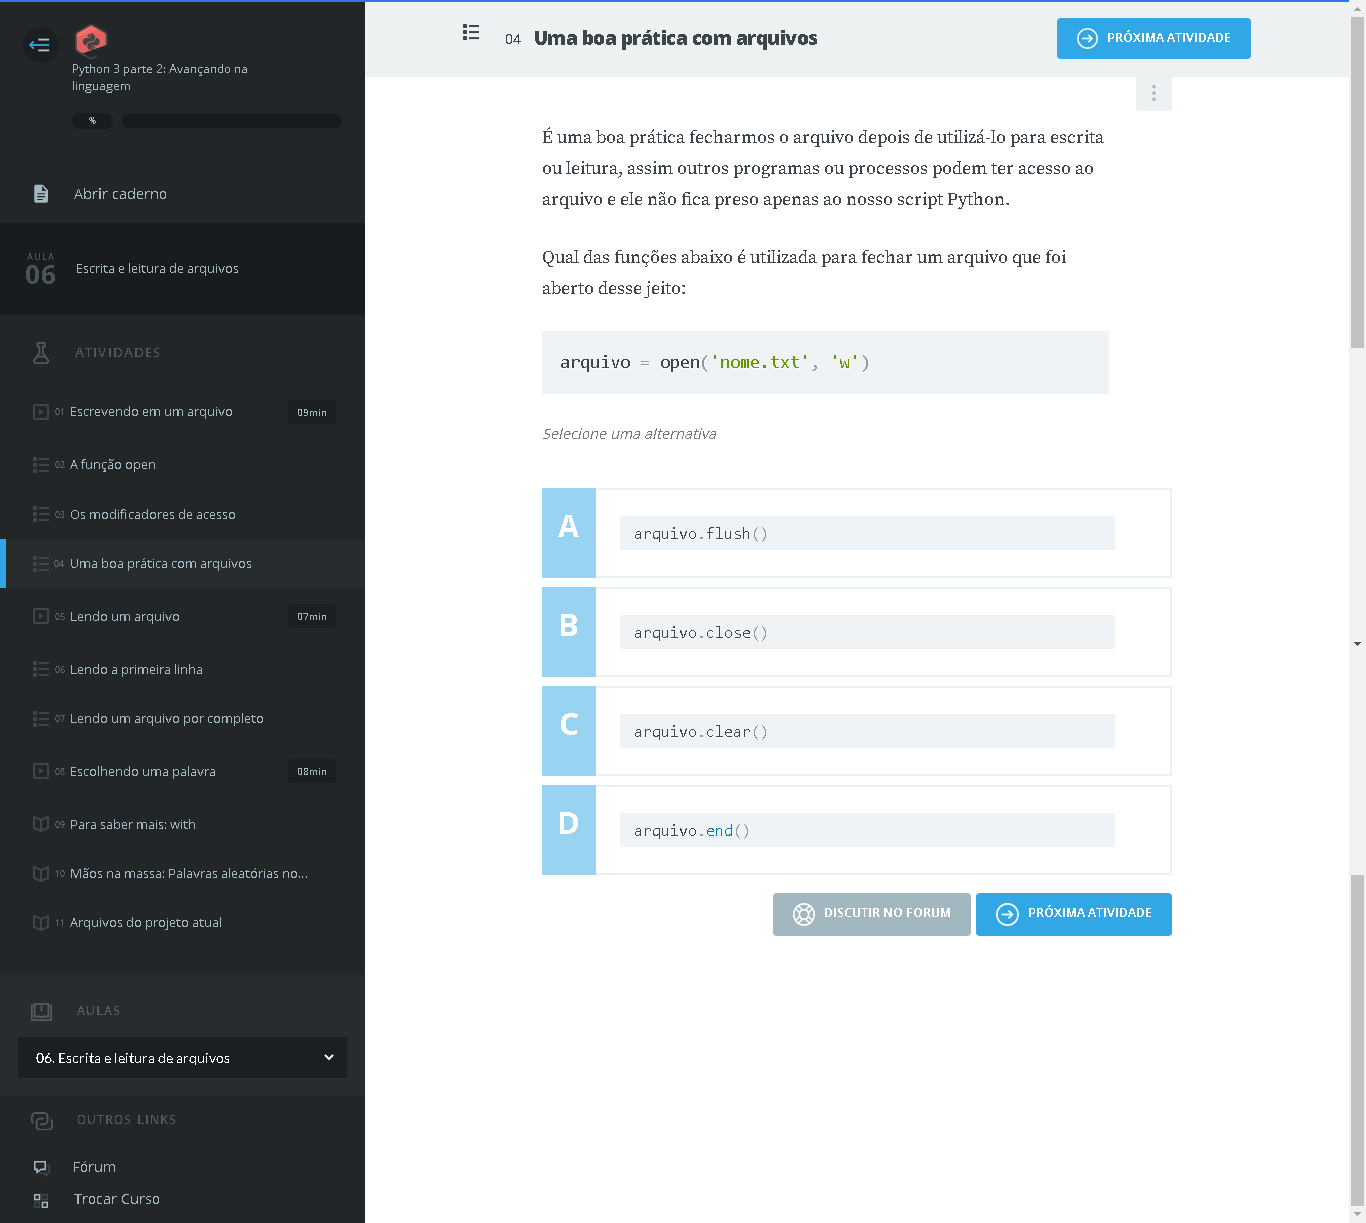 Python 3 parte 2: Avançando na
linguagem
%
Abrir caderno
AULA
06
Escrita e leitura de arquivos
ATIVIDADES
01 Escrevendo em um arquivo 09min
02 A função open
03 Os modificadores de acesso
04 Uma boa prática com arquivos
05 Lendo um arquivo 07min
06 Lendo a primeira linha
07 Lendo um arquivo por completo
08 Escolhendo uma palavra 08min
09 Para saber mais: with
10 Mãos na massa: Palavras aleatórias no...
11 Arquivos do projeto atual
AULAS
06. Escrita e leitura de arquivos
OUTROS LINKS
Fórum
Trocar Curso
04 Uma boa prática com arquivos
PRÓXIMA ATIVIDADE
É uma boa prática fecharmos o arquivo depois de utilizá-lo para escrita
ou leitura, assim outros programas ou processos podem ter acesso ao
arquivo e ele não fica preso apenas ao nosso script Python.
Qual das funções abaixo é utilizada para fechar um arquivo que foi
aberto desse jeito:
arquivo = open('nome.txt', 'w')
Selecione uma alternativa
A arquivo.flush()
B arquivo.close()
C arquivo.clear()
D arquivo.end()
DISCUTIR NO FORUM
PRÓXIMA ATIVIDADE